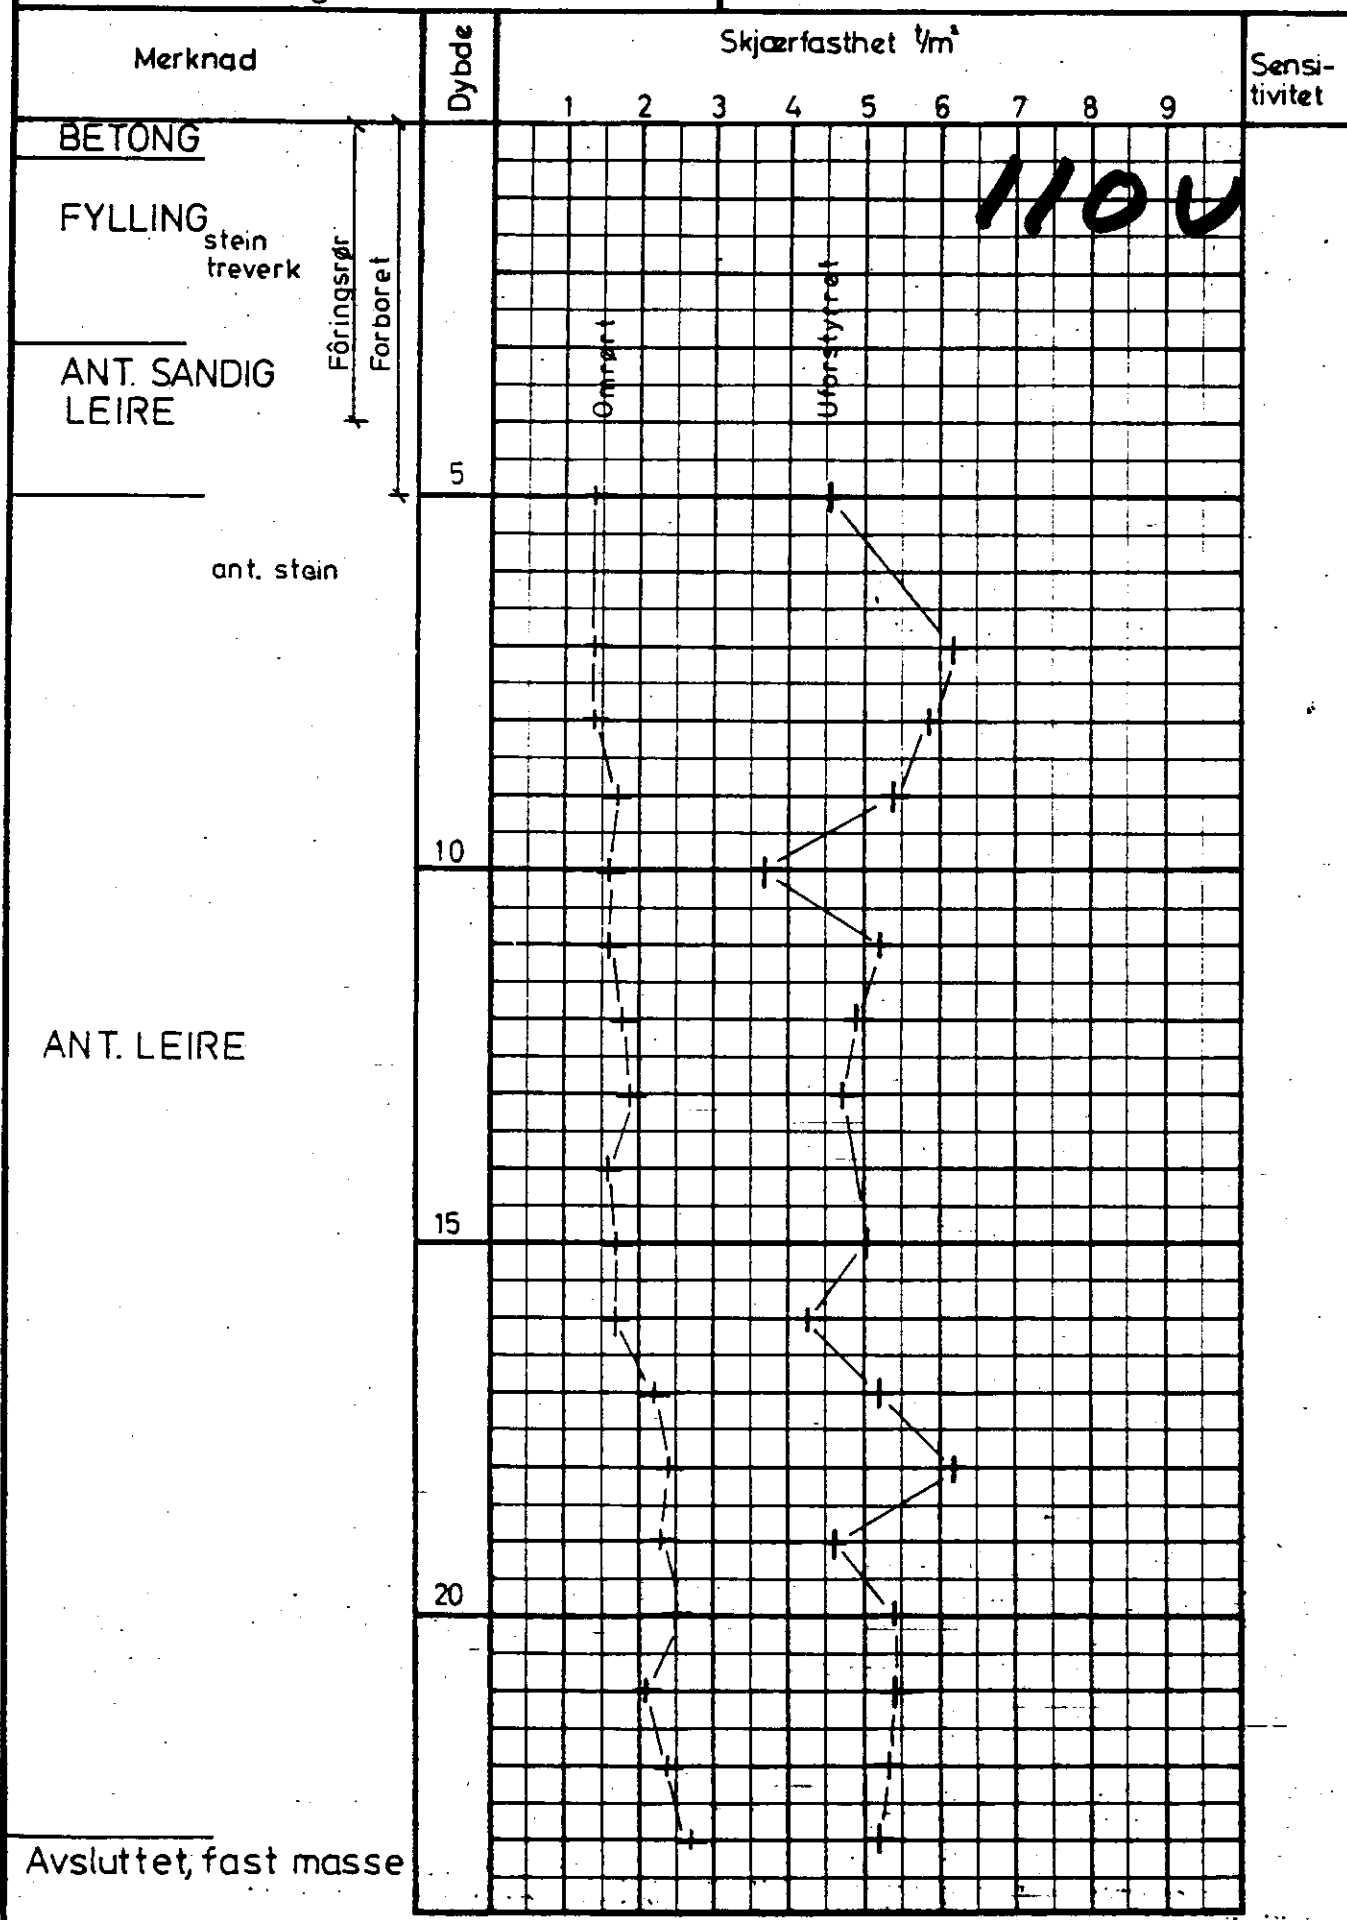 Merknad
Dybde
Skjærfasthet t/m²
Sensi-
tivitet
1 2 3 4 5 6 7 8 9
BETONG
FYLLING
stein
treverk
Fôringsrør
Forboret
Omrørt
Uforstyrret
110U
ANT. SANDIG
LEIRE
5
ant. stein
10
ANT. LEIRE
15
20
Avsluttet, fast masse